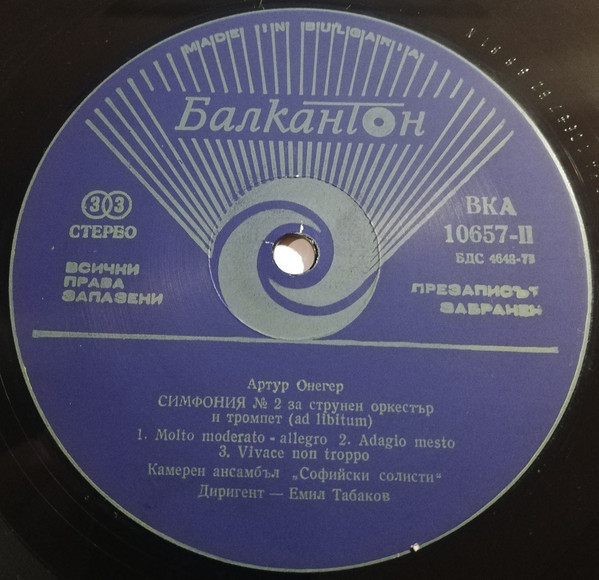 MADE IN BULGARIA
Балкантон
33
СТЕРЕО
ВСИЧКИ
ПРАВА
ЗАПАЗЕНИ
ВКА
10657-II
БДС 4648-73
ПРЕЗАПИСЪТ
ЗАБРАНЕН
Артур Онегер
СИМФОНИЯ № 2 за струнен оркестър
и тромпет (ad libitum)
1. Molto moderato - allegro 2. Adagio mesto
3. Vivace non troppo
Камерен ансамбъл „Софийски солисти“
Диригент — Емил Табаков